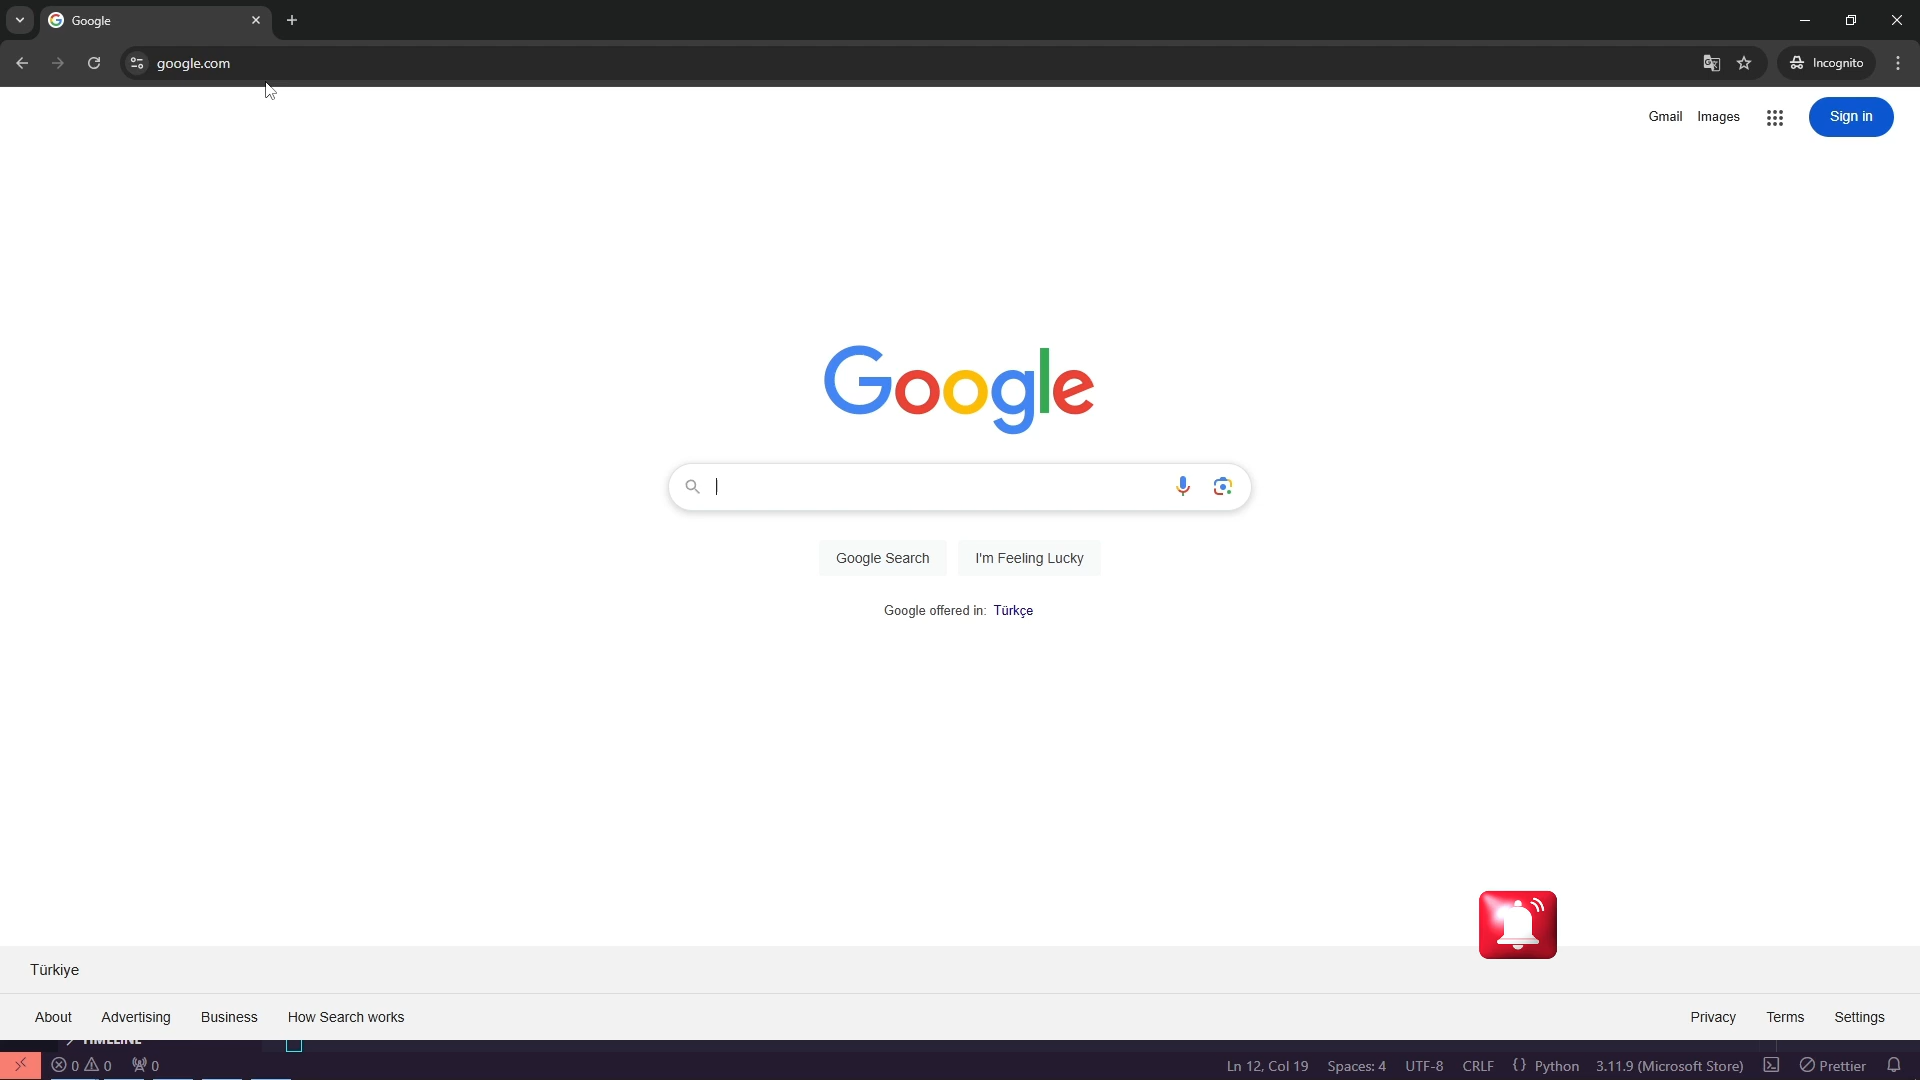 Google
google.com
Incognito
Gmail Images Sign in
Google
Google Search I'm Feeling Lucky
Google offered in: Türkçe
Türkiye
About Advertising Business How Search works Privacy Terms Settings
TIMELINE
0 0 0 Ln 12, Col 19 Spaces: 4 UTF-8 CRLF {} Python 3.11.9 (Microsoft Store) Prettier